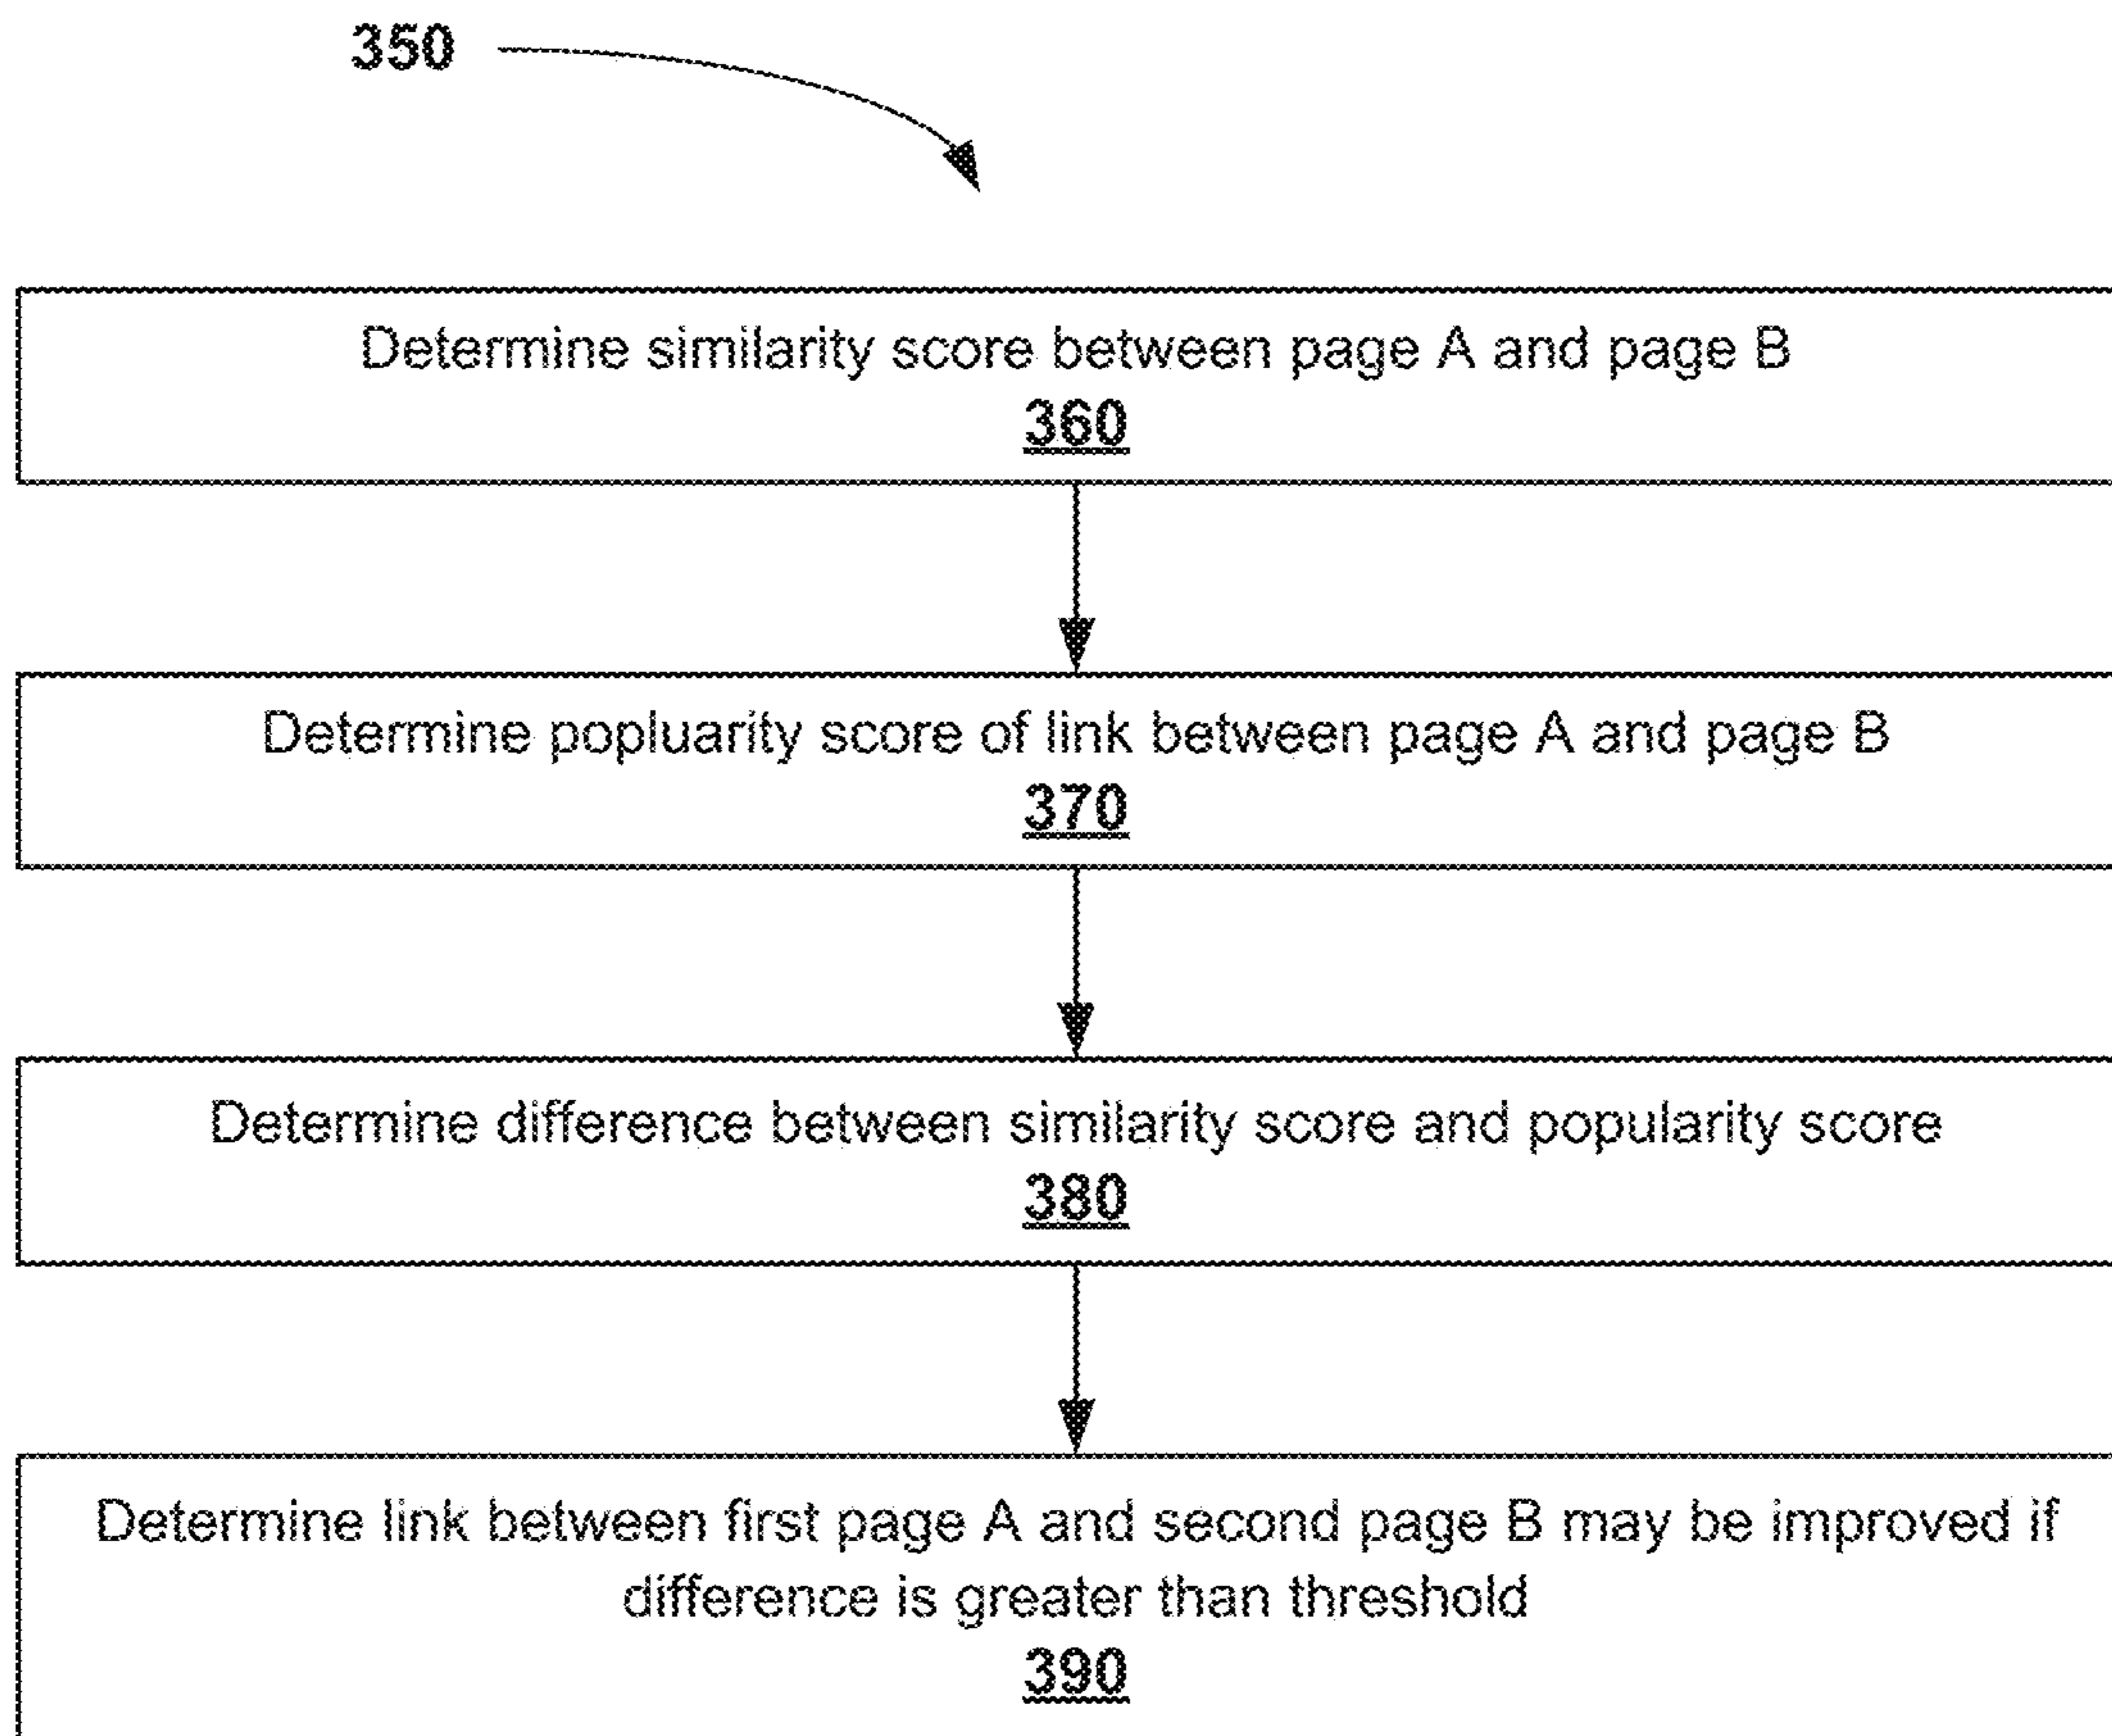 350
Determine similarity score between page A and page B
360
Determine popluarity score of link between page A and page B
370
Determine difference between similarity score and popularity score
380
Determine link between first page A and second page B may be improved if
difference is greater than threshold
390